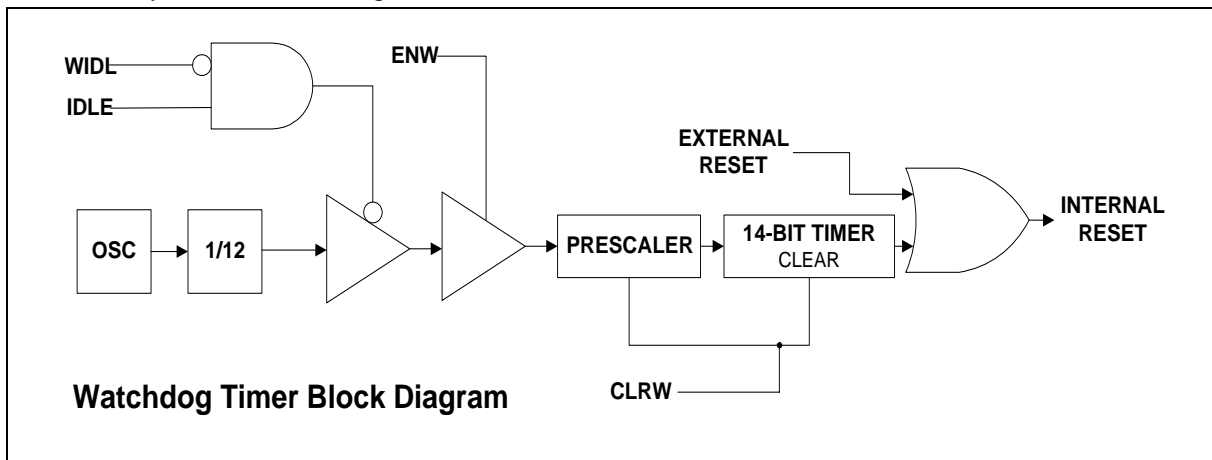 WIDL
IDLE
ENW
EXTERNAL
RESET
OSC
1/12
PRESCALER
14-BIT TIMER
CLEAR
INTERNAL
RESET
CLRW
Watchdog Timer Block Diagram